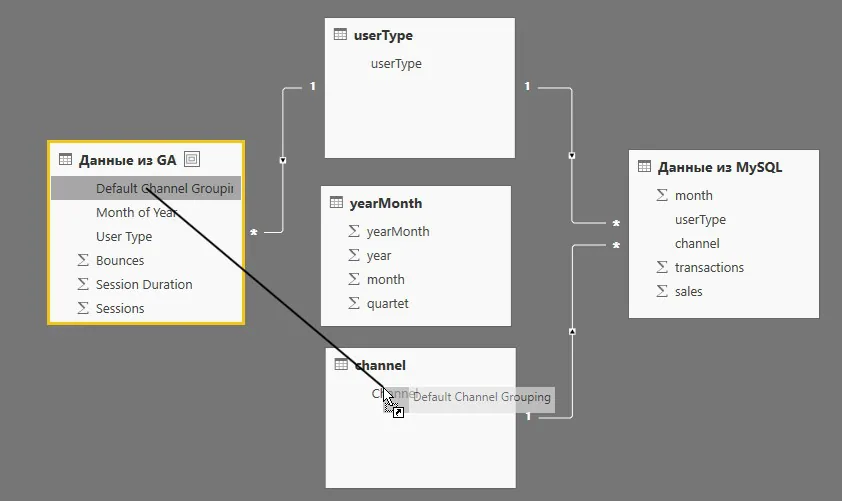 userType
userType
1
1
Данные из GA
Default Channel Groupin
Month of Year
User Type
Bounces
Session Duration
Sessions
*
yearMonth
yearMonth
year
month
quartet
Данные из MySQL
month
userType
channel
transactions
sales
*
*
channel
Channel
Default Channel Grouping
1